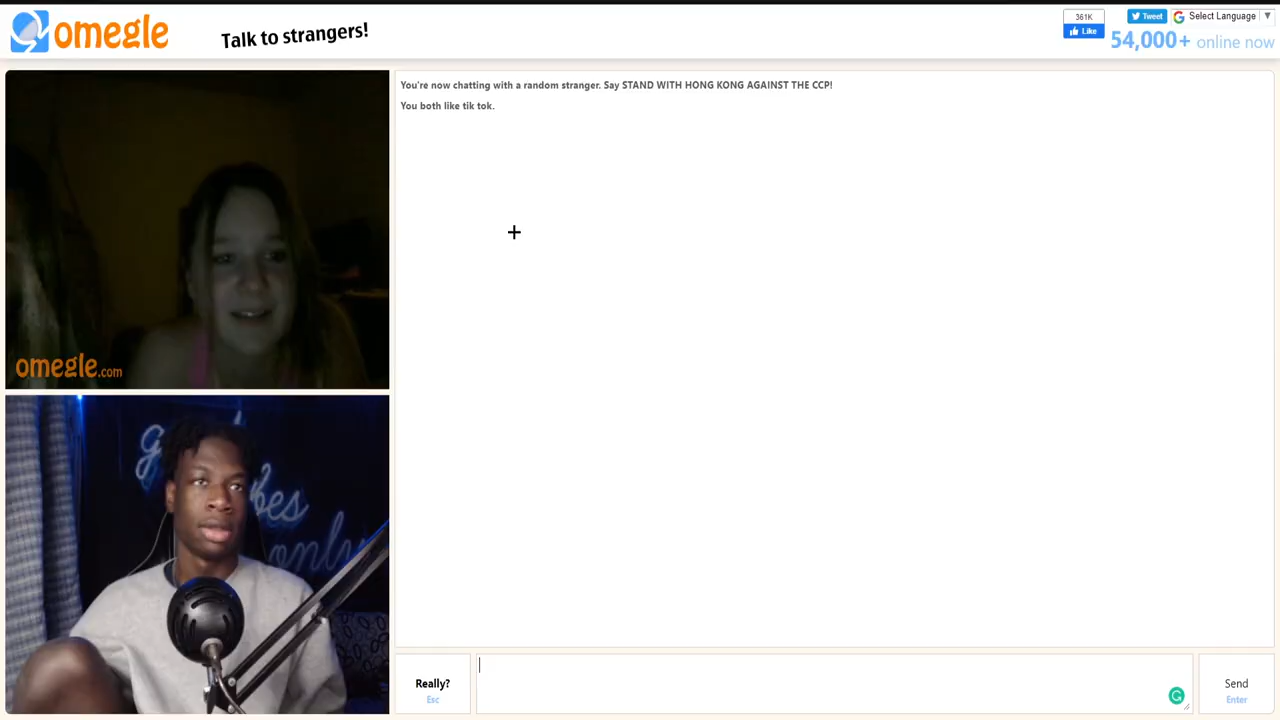 omegle
Talk to strangers!
361K
Like
Tweet
Select Language
54,000+ online now
You're now chatting with a random stranger. Say STAND WITH HONG KONG AGAINST THE CCP!
You both like tik tok.
omegle.com
only
Really?
Esc
Send
Enter